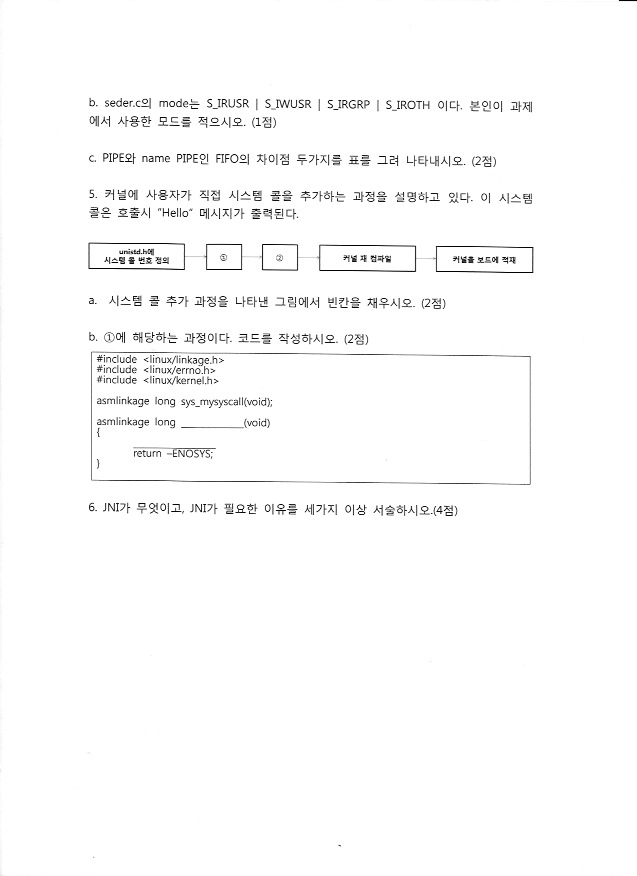 b. seder.c의 mode는 S_IRUSR | S_IWUSR | S_IRGRP | S_IROTH 이다. 본인이 과제
에서 사용한 모드를 적으시오. (1점)
c. PIPE와 name PIPE인 FIFO의 차이점 두가지를 표를 그려 나타내시오. (2점)
5. 커널에 사용자가 직접 시스템 콜을 추가하는 과정을 설명하고 있다. 이 시스템
콜은 호출시 “Hello” 메시지가 출력된다.
unistd.h에
시스템 콜 번호 정의
①
②
커널 재 컴파일
커널을 보드에 적재
a. 시스템 콜 추가 과정을 나타낸 그림에서 빈칸을 채우시오. (2점)
b. ①에 해당하는 과정이다. 코드를 작성하시오. (2점)
#include <linux/linkage.h>
#include <linux/errno.h>
#include <linux/kernel.h>
asmlinkage long sys_mysyscall(void);
asmlinkage long ____________(void)
{
________________
return –ENOSYS;
}
6. JNI가 무엇이고, JNI가 필요한 이유를 세가지 이상 서술하시오.(4점)